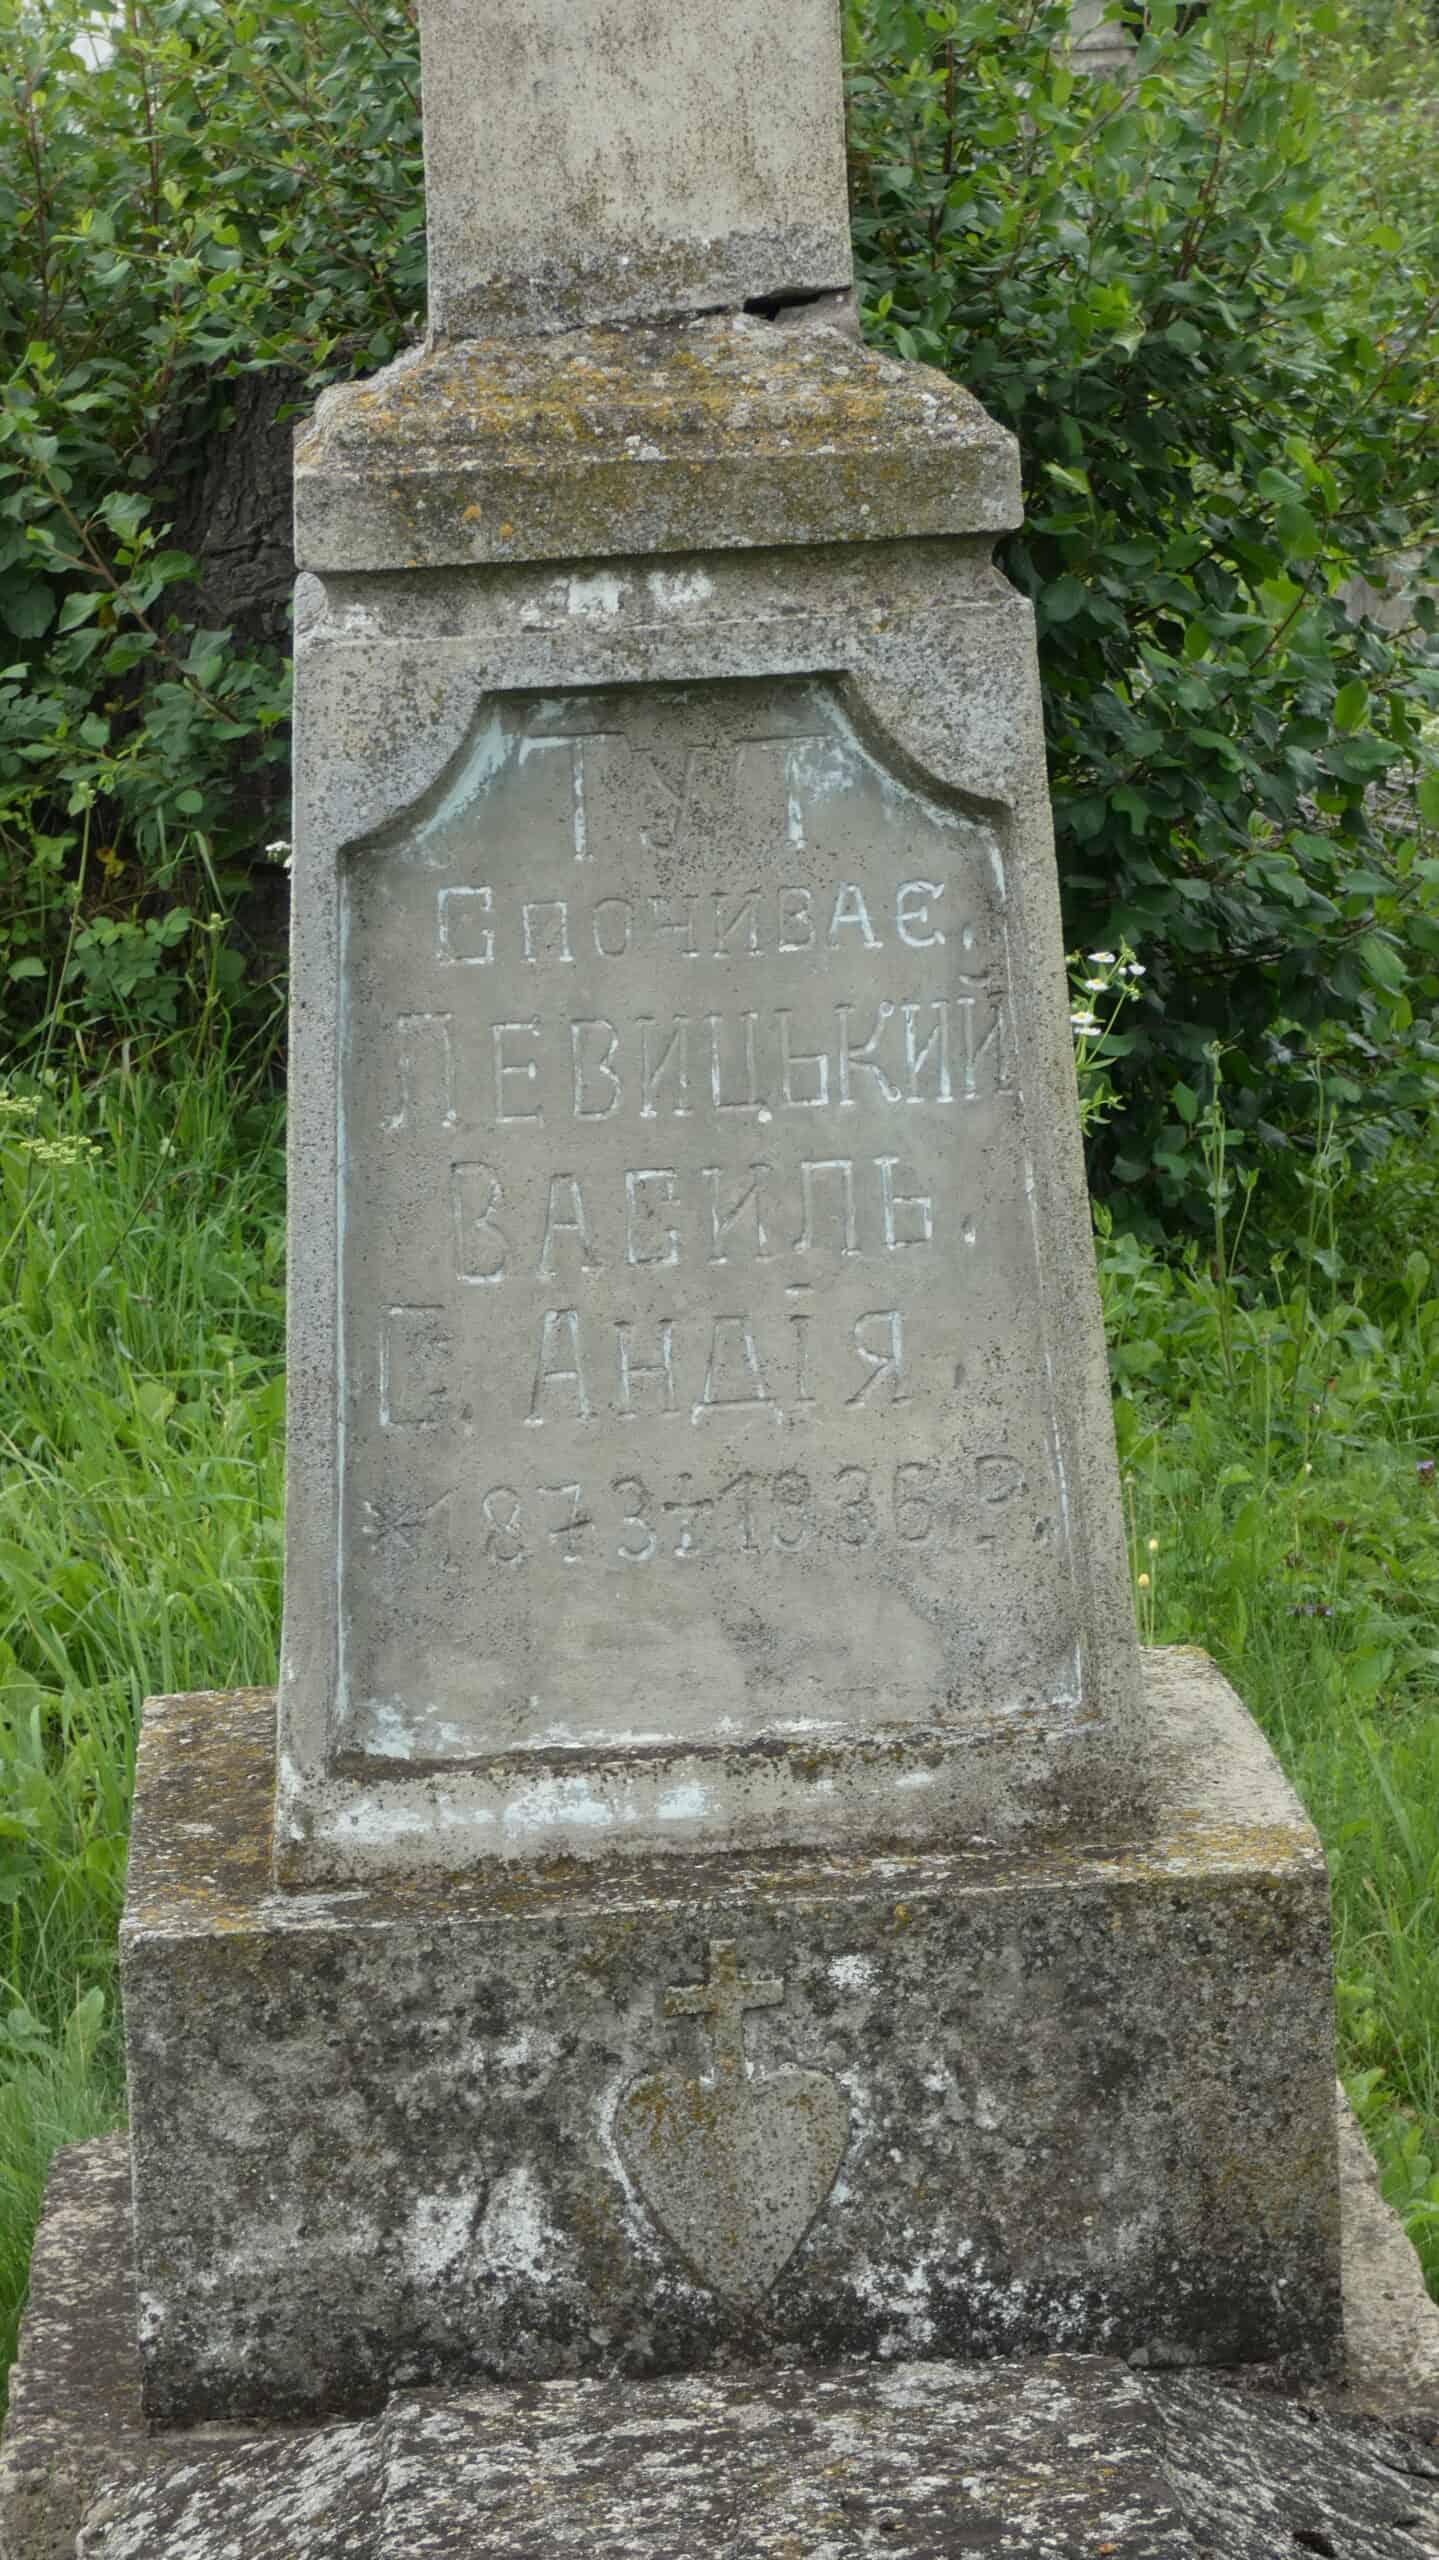 ТУТ
СПОЧИВАЄ.
ЛЕВИЦЬКИЙ
ВАСИЛЬ.
С. АНДІЯ.
*1873†1936.Р.